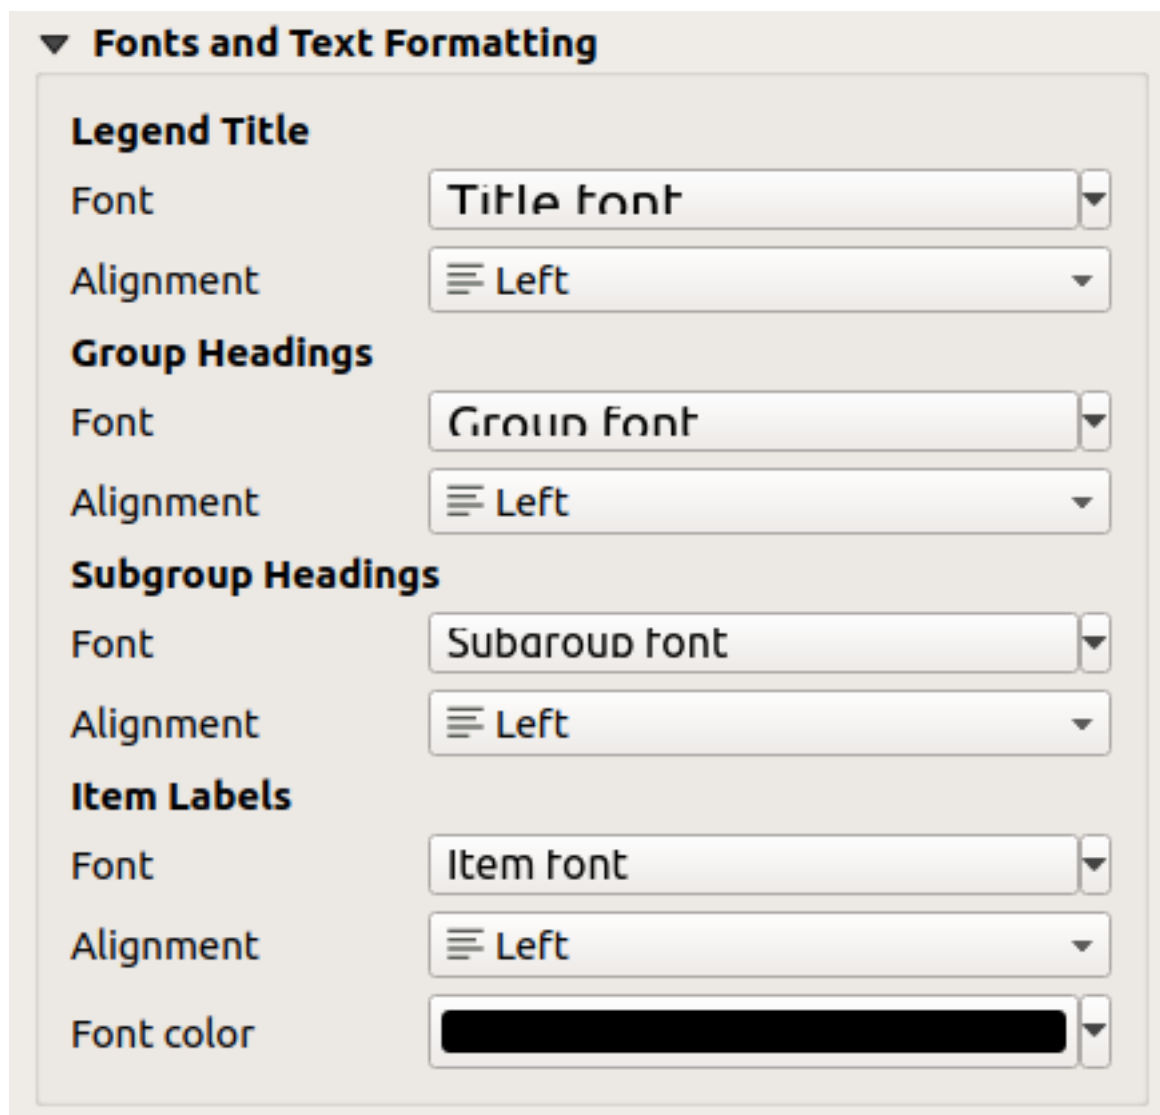 Fonts and Text Formatting
Legend Title
Font Title font
Alignment Left
Group Headings
Font Group font
Alignment Left
Subgroup Headings
Font Subgroup font
Alignment Left
Item Labels
Font Item font
Alignment Left
Font color